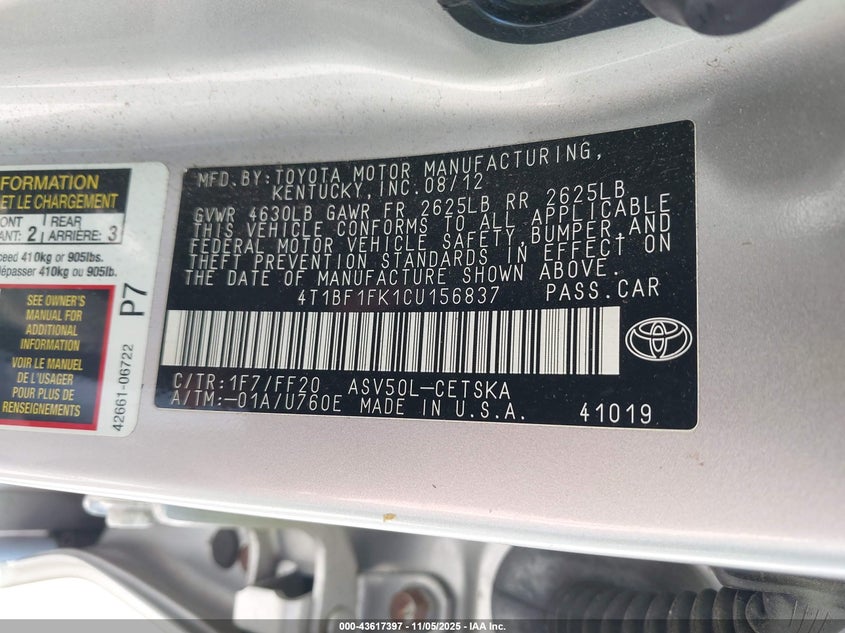 FORMATION
ET LE CHARGEMENT
ONT REAR
ANT: 2 ARRIÈRE: 3
ceed 410kg or 905lbs.
dépasser 410kg ou 905lb.
SEE OWNER'S
MANUAL FOR
ADDITIONAL
INFORMATION
VOIR LE MANUEL
DE L'USAGER
POUR PLUS DE
RENSEIGNEMENTS
P7
42661-06722
MFD.BY:TOYOTA MOTOR MANUFACTURING,
KENTUCKY, INC. 08/12
GVWR 4630LB GAWR FR 2625LB RR 2625LB
THIS VEHICLE CONFORMS TO ALL APPLICABLE
FEDERAL MOTOR VEHICLE SAFETY,BUMPER,AND
THEFT PREVENTION STANDARDS IN EFFECT ON
THE DATE OF MANUFACTURE SHOWN ABOVE.
4T1BF1FK1CU156837 PASS.CAR
C/TR:1F7/FF20 ASV50L-CETSKA
A/TM:-01A/U760E MADE IN U.S.A. 41019
000-43617397 - 11/05/2025 - IAA Inc.